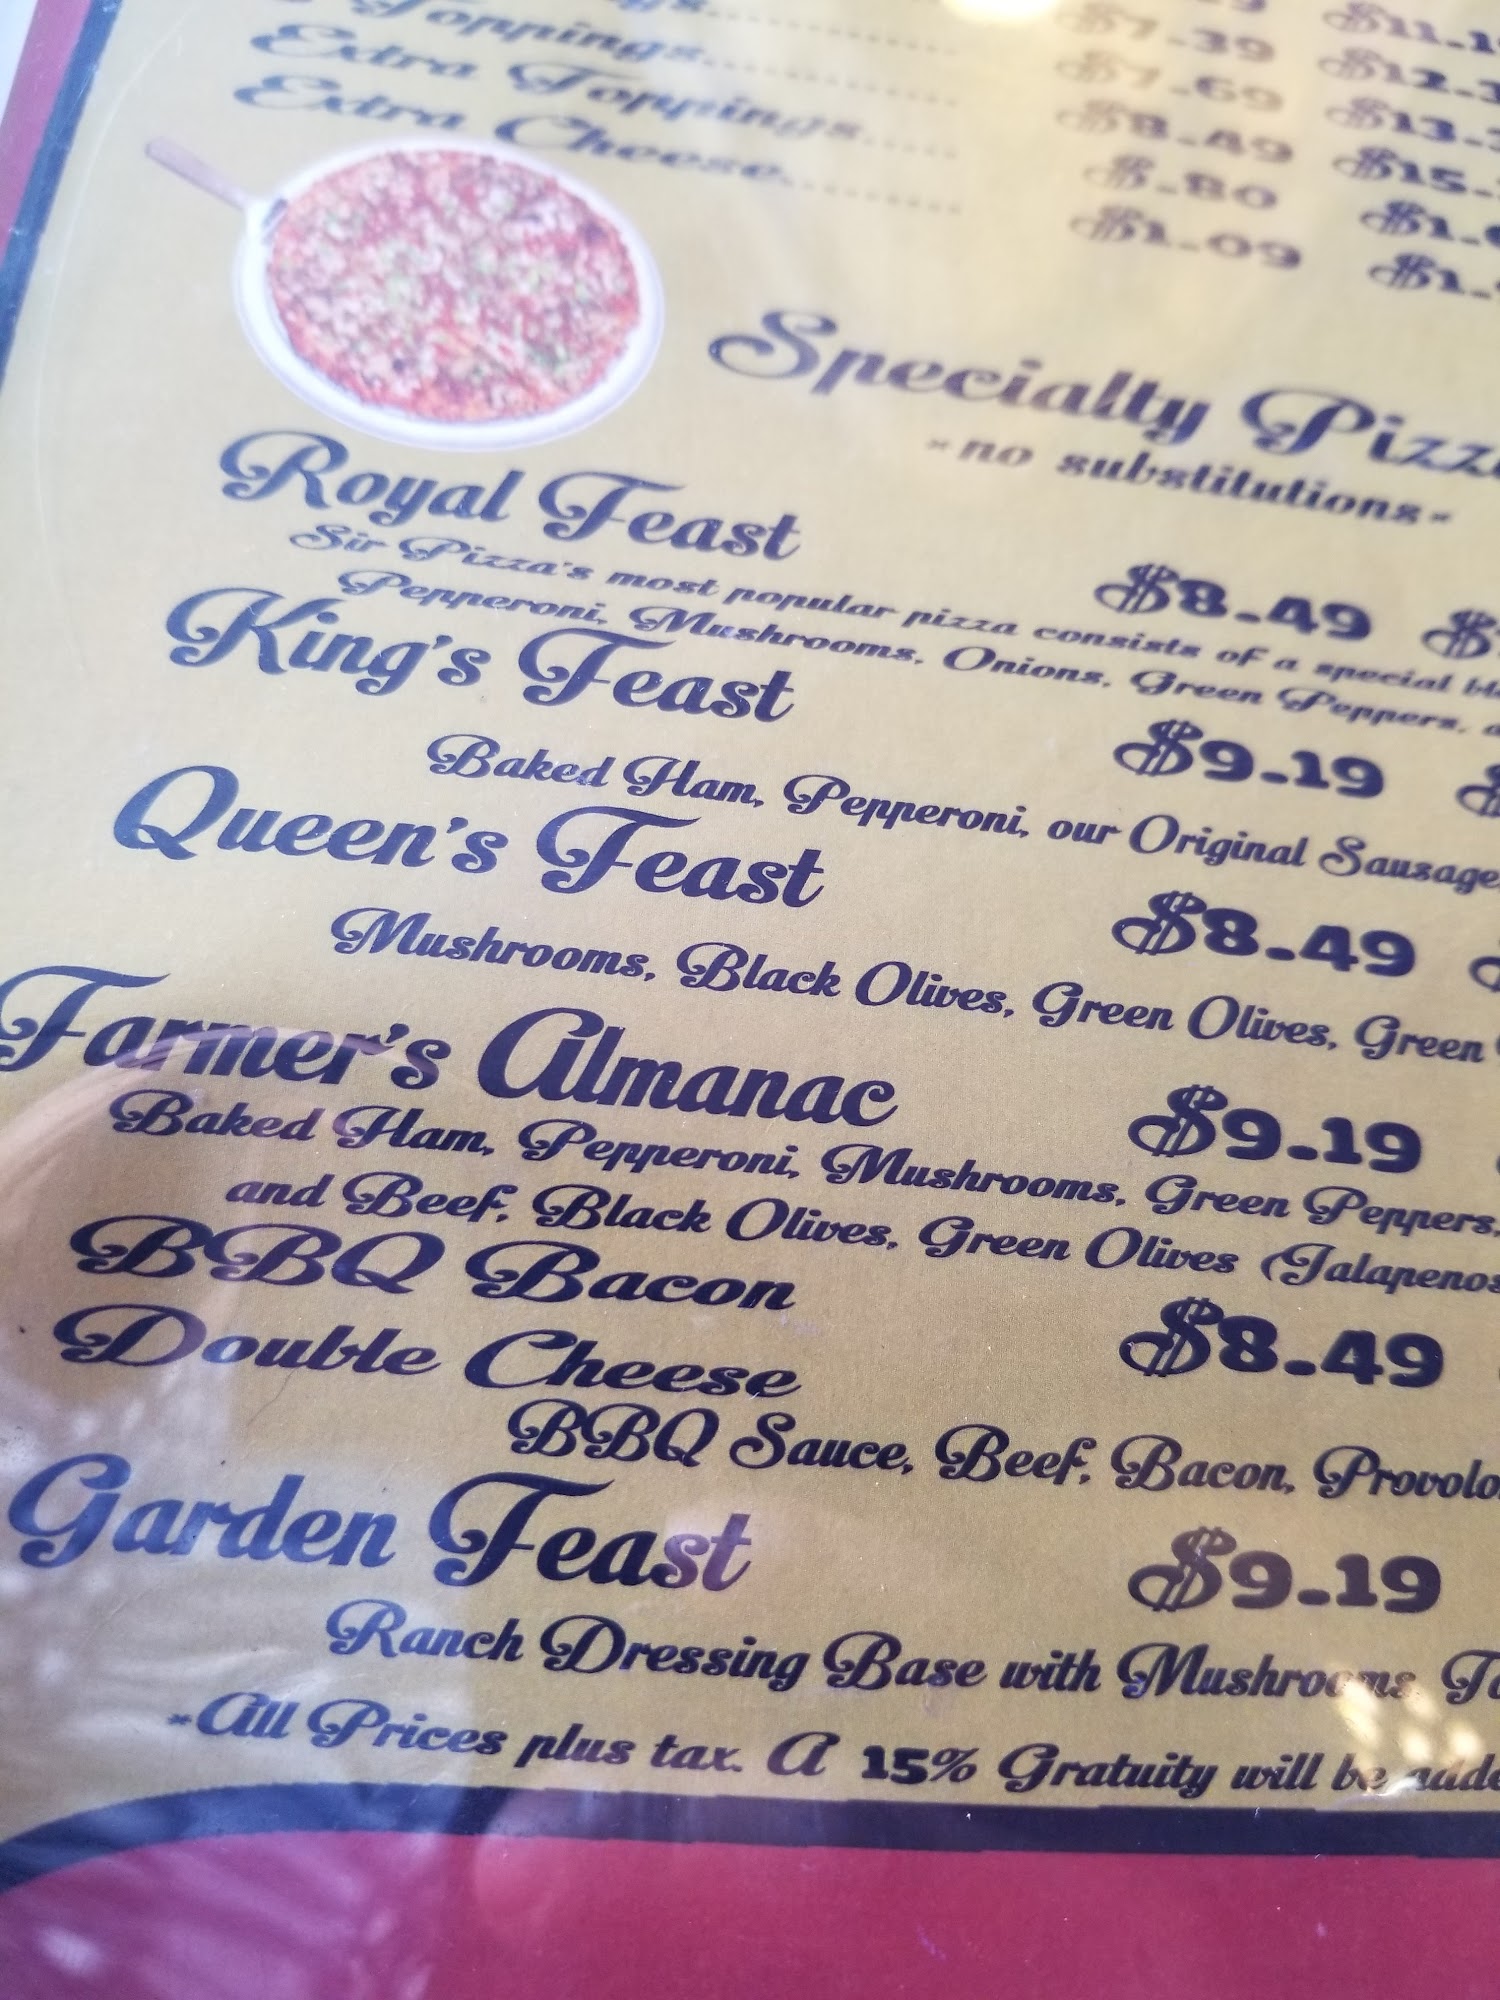 Toppings.......... $7.39
Extra Toppings..... $7.69
Extra Cheese.......... $8.49
$.80
$1.09
Specialty
no substitutions
Royal Feast $8.49
Sir Pizza's most popular pizza consists of a special
Pepperoni, Mushrooms, Onions, Green Peppers,
King's Feast $9.19
Baked Ham, Pepperoni, our Original Sausage
Queen's Feast $8.49
Mushrooms, Black Olives, Green Olives, Green
Farmer's Almanac $9.19
Baked Ham, Pepperoni, Mushrooms, Green Peppers,
and Beef, Black Olives, Green Olives (Jalapenos
BBQ Bacon $8.49
Double Cheese
BBQ Sauce, Beef, Bacon,
Garden Feast $9.19
Ranch Dressing Base with Mushrooms,
*All Prices plus tax. A 15% Gratuity will be